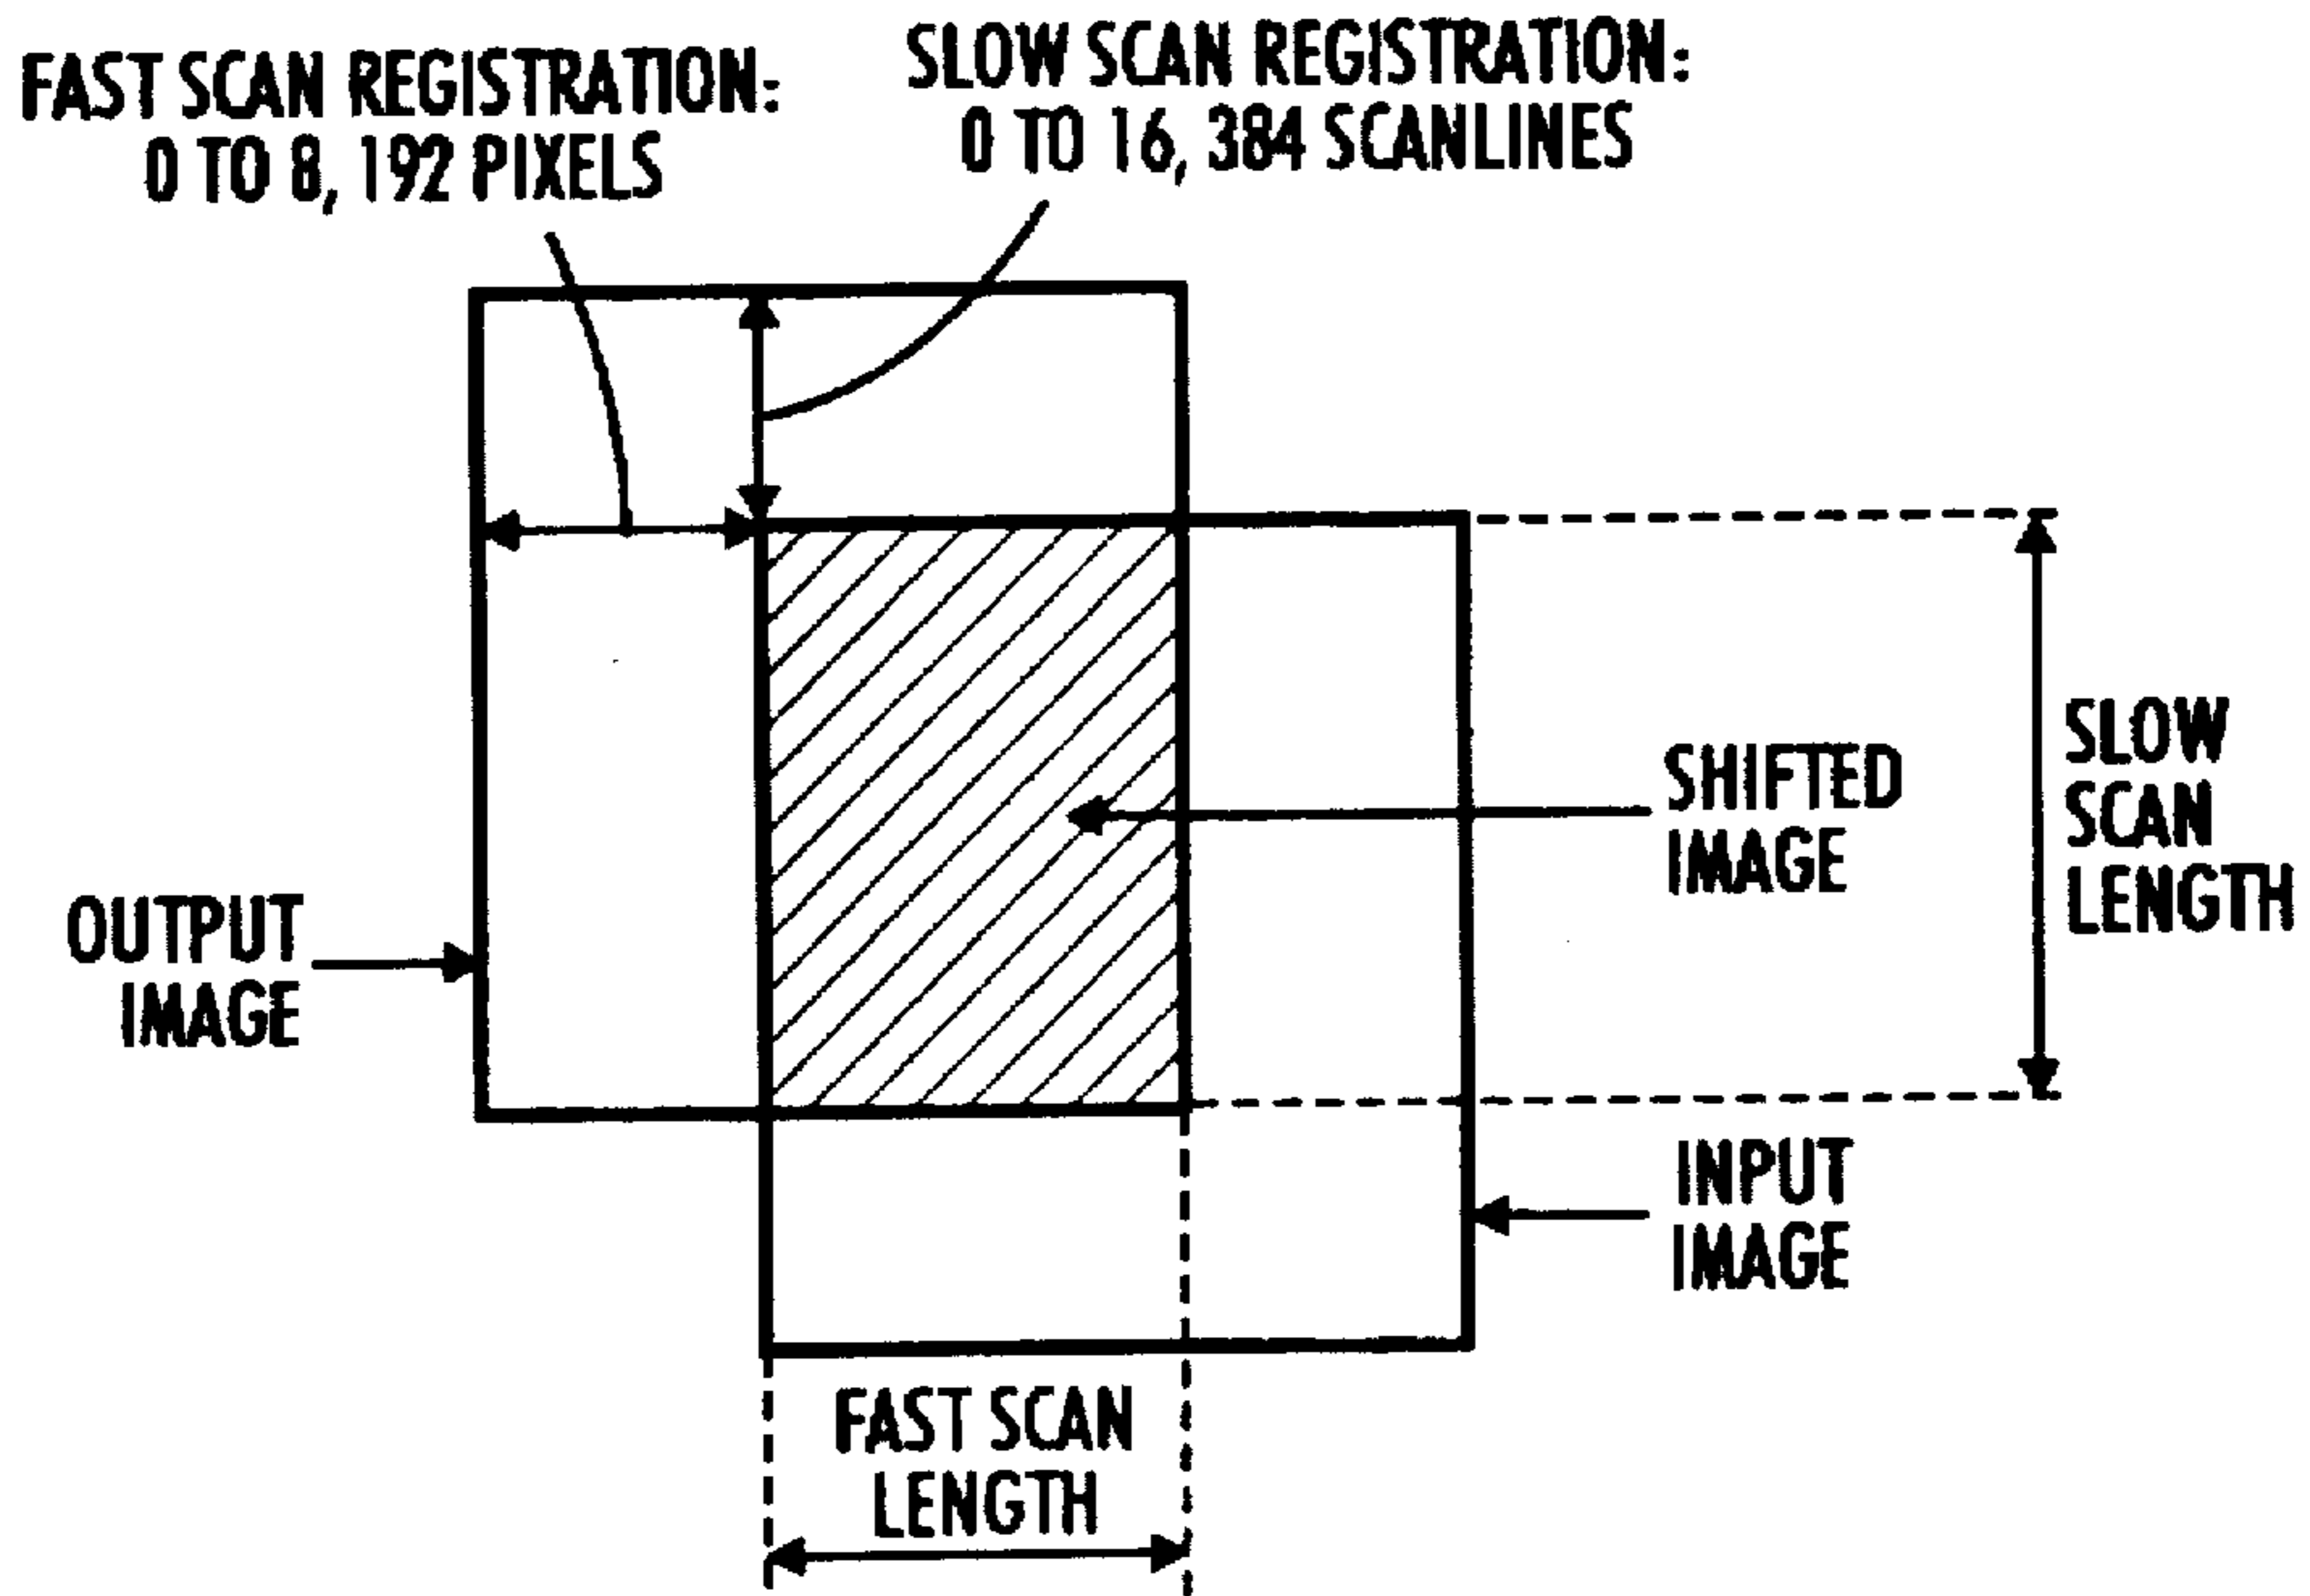 FAST SCAN REGISTRATION:
0 TO 8, 192 PIXELS
SLOW SCAN REGISTRATION:
0 TO 16, 384 SCANLINES
SHIFTED
IMAGE
SLOW
SCAN
LENGTH
OUTPUT
IMAGE
INPUT
IMAGE
FAST SCAN
LENGTH